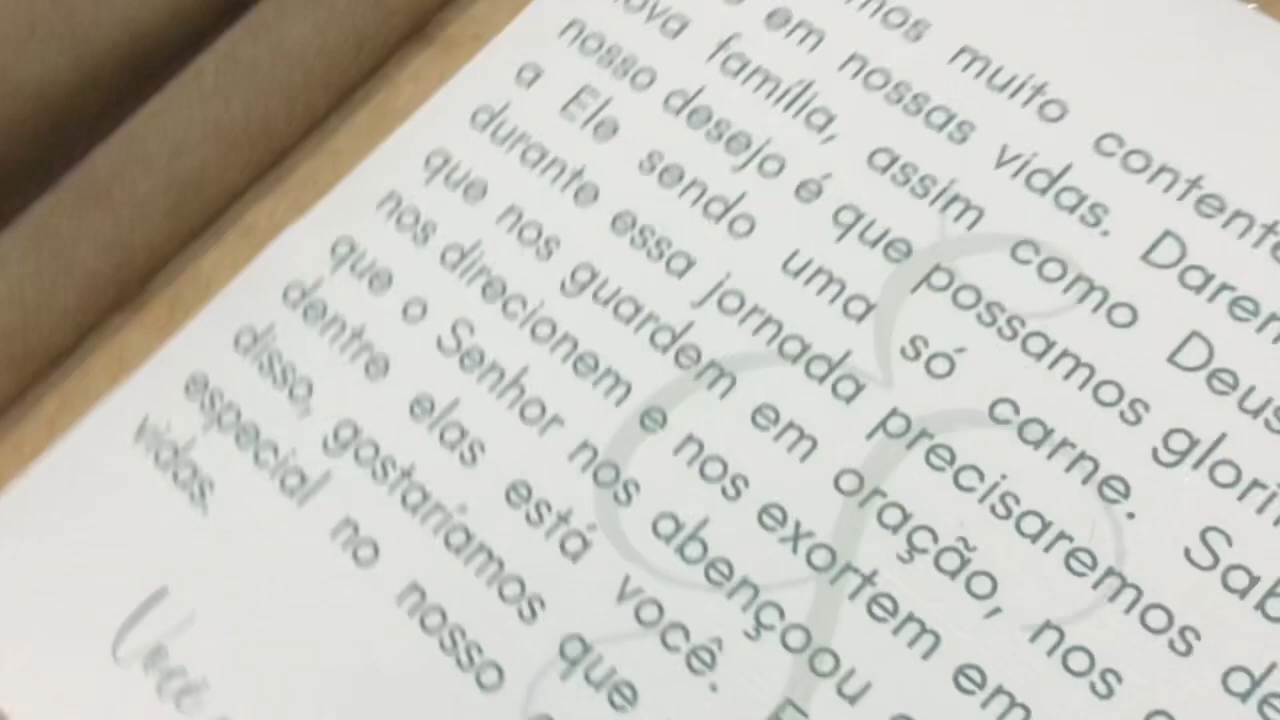 mos muito content
em nossas vidas. Darem
ova família, assim como Deus
nosso desejo é que possamos glori
a Ele sendo uma só carne. Sab
durante essa jornada precisaremos de
que nos guardem em oração, nos
nos direcionem e nos exortem em
que o Senhor nos abençoou
dentre elas está você.
disso, gostaríamos que
especial no nosso
vidas.
Você